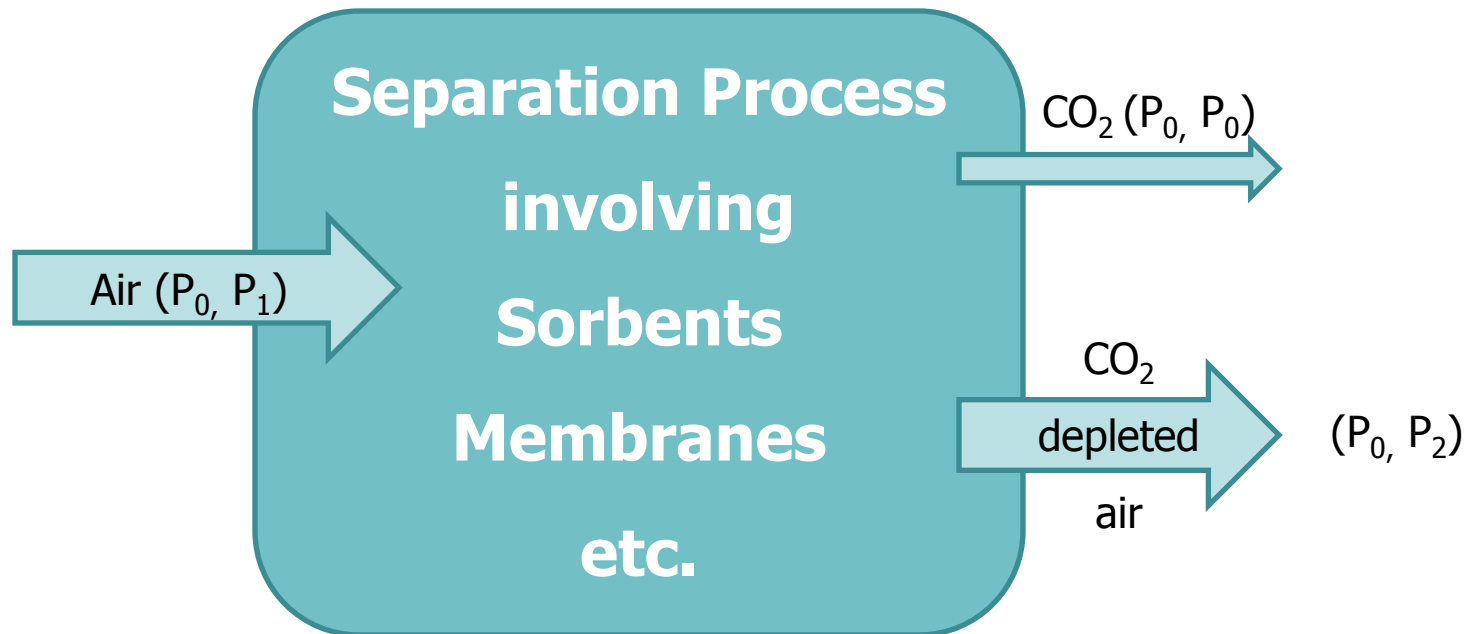 Air (P₀, P₁)
Separation Process
involving
Sorbents
Membranes
etc.
CO₂ (P₀, P₀)
CO₂
depleted
air
(P₀, P₂)